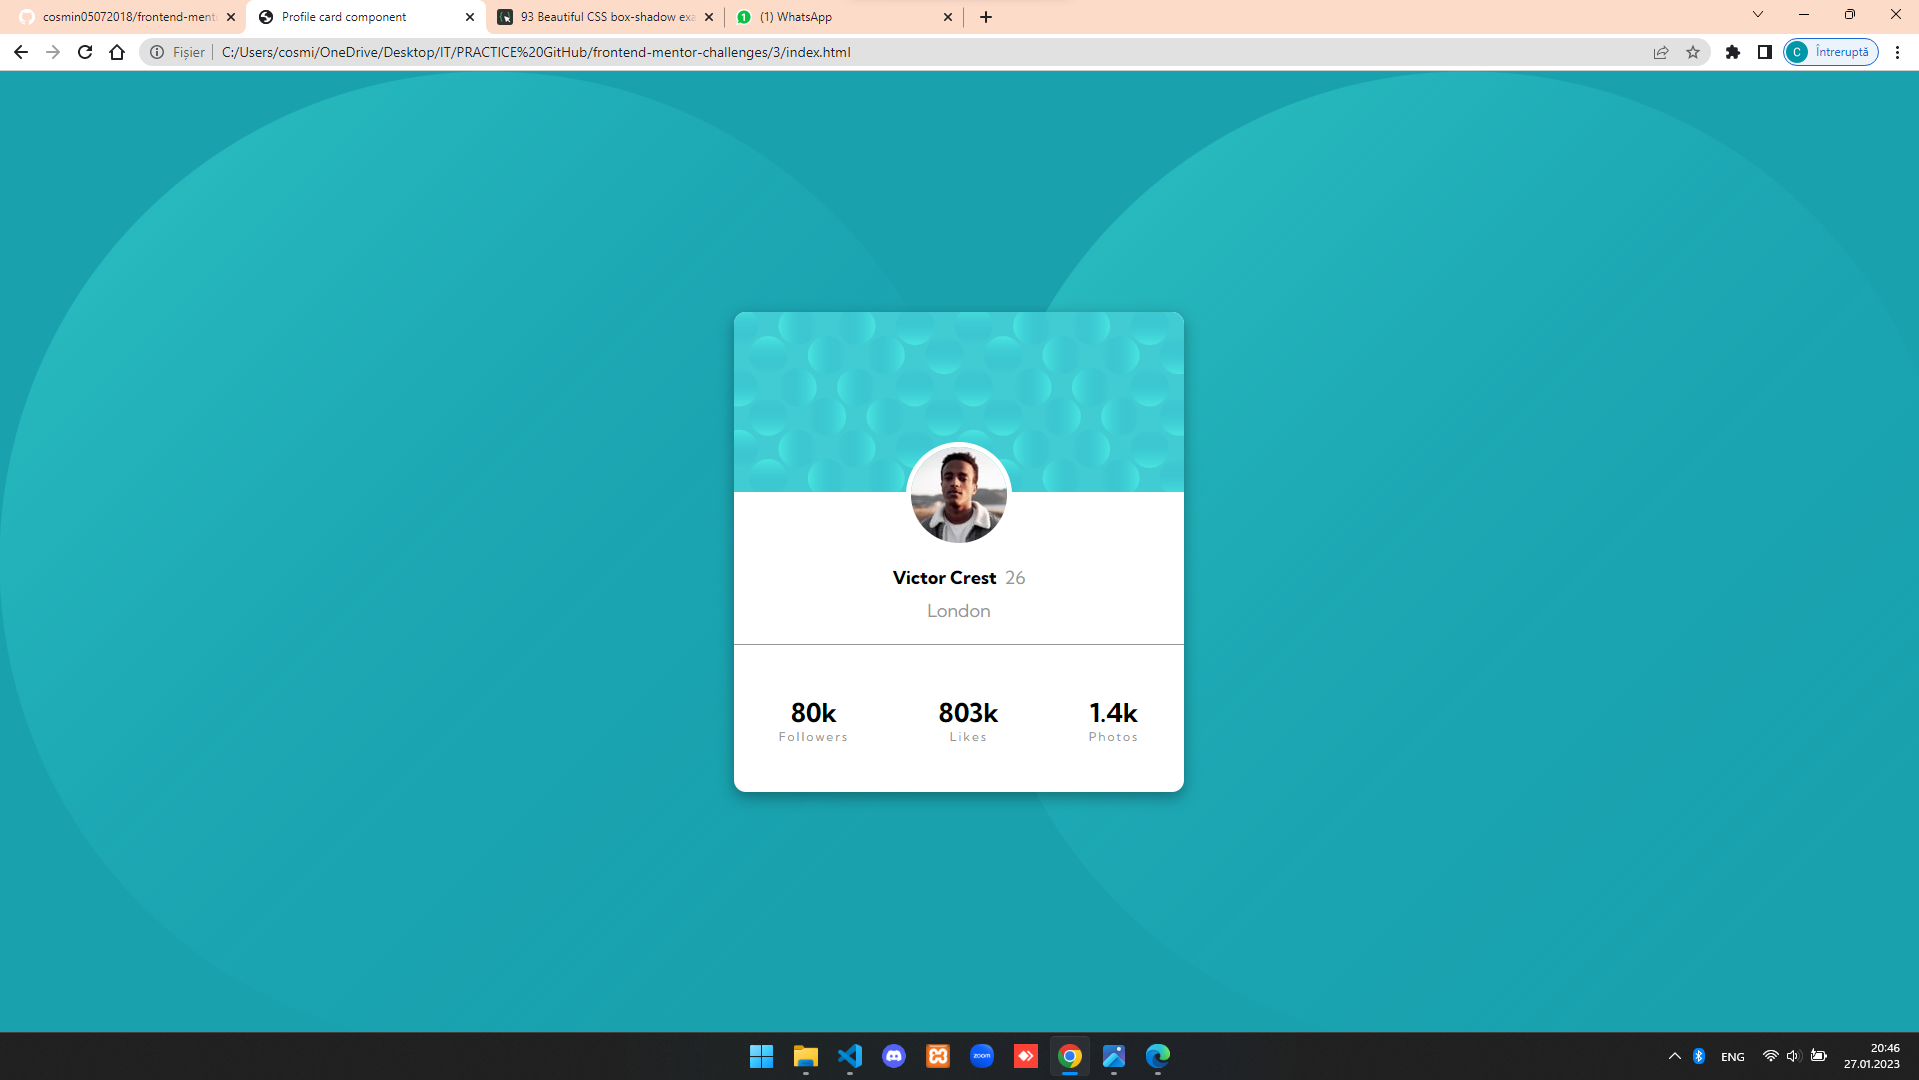 cosmin05072018/frontend-ment
Profile card component
93 Beautiful CSS box-shadow exa
(1) WhatsApp
Fișier
C:/Users/cosmi/OneDrive/Desktop/IT/PRACTICE%20GitHub/frontend-mentor-challenges/3/index.html
C
Întreruptă
Victor Crest 26
London
80k
803k
1.4k
Followers
Likes
Photos
zoom
ENG
20:46
27.01.2023